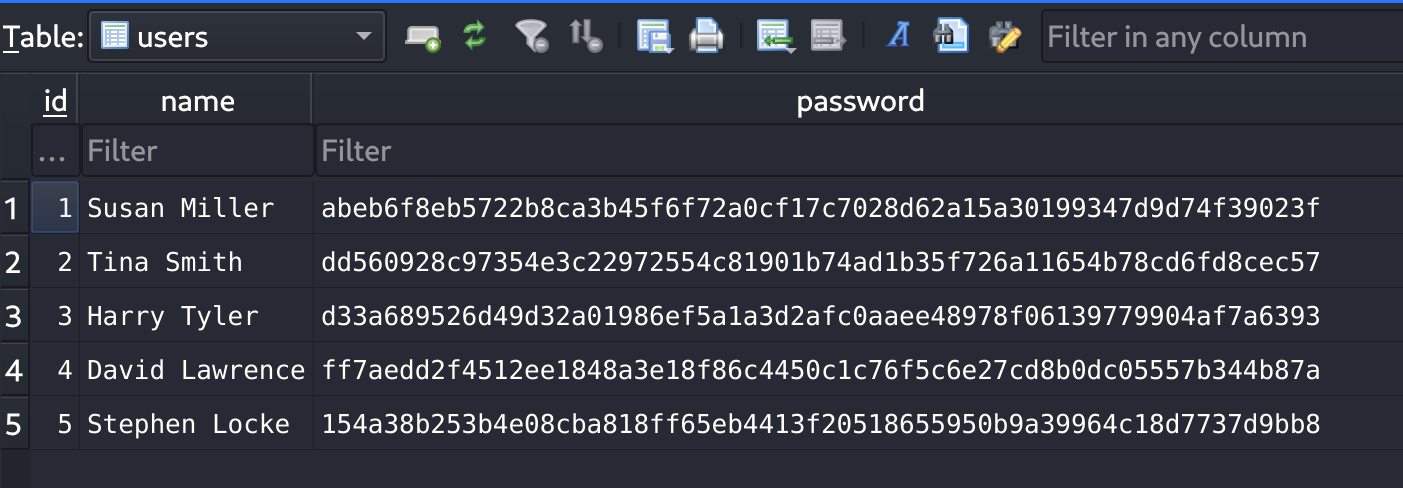 Table: users Filter in any column
id name password
... Filter Filter
1 1 Susan Miller abeb6f8eb5722b8ca3b45f6f72a0cf17c7028d62a15a30199347d9d74f39023f
2 2 Tina Smith dd560928c97354e3c22972554c81901b74ad1b35f726a11654b78cd6fd8cec57
3 3 Harry Tyler d33a689526d49d32a01986ef5a1a3d2afc0aaee48978f06139779904af7a6393
4 4 David Lawrence ff7aedd2f4512ee1848a3e18f86c4450c1c76f5c6e27cd8b0dc05557b344b87a
5 5 Stephen Locke 154a38b253b4e08cba818ff65eb4413f20518655950b9a39964c18d7737d9bb8